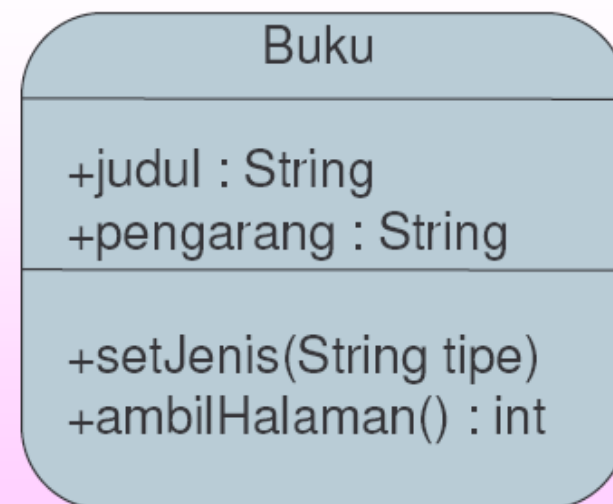 Buku
+judul : String
+pengarang : String
+setJenis(String tipe)
+ambilHalaman() : int